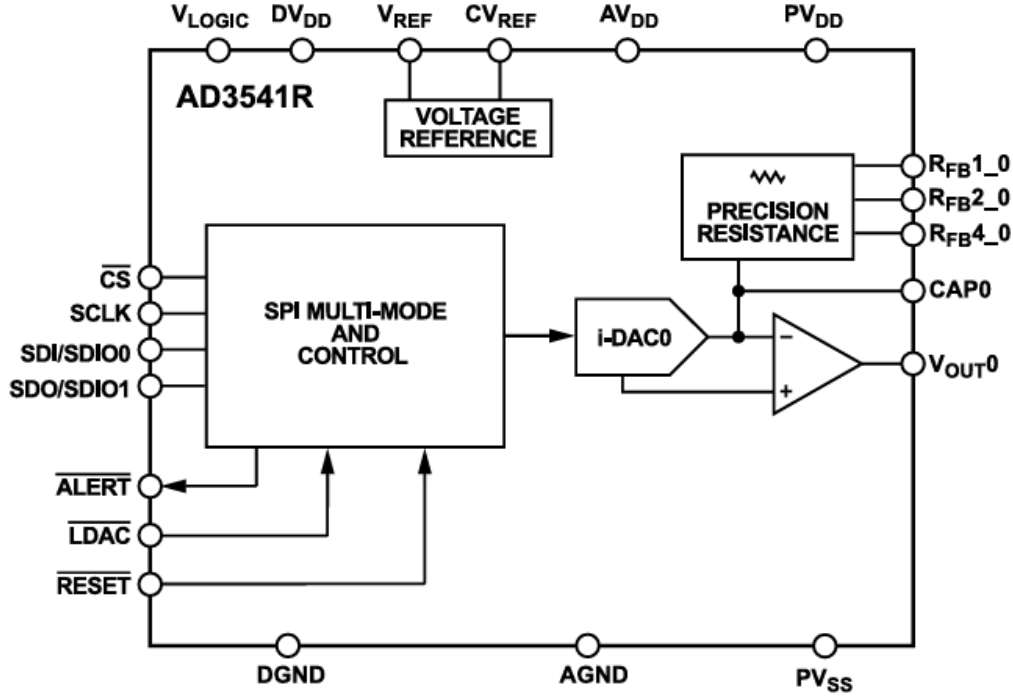 VLOGIC DVDD VREF CVREF AVDD PVDD
AD3541R
VOLTAGE
REFERENCE
PRECISION
RESISTANCE
RFB1_0
RFB2_0
RFB4_0
CAP0
CS
SCLK
SDI/SDIO0
SDO/SDIO1
SPI MULTI-MODE
AND
CONTROL
i-DAC0
−
+
VOUT0
ALERT
LDAC
RESET
DGND AGND PVSS